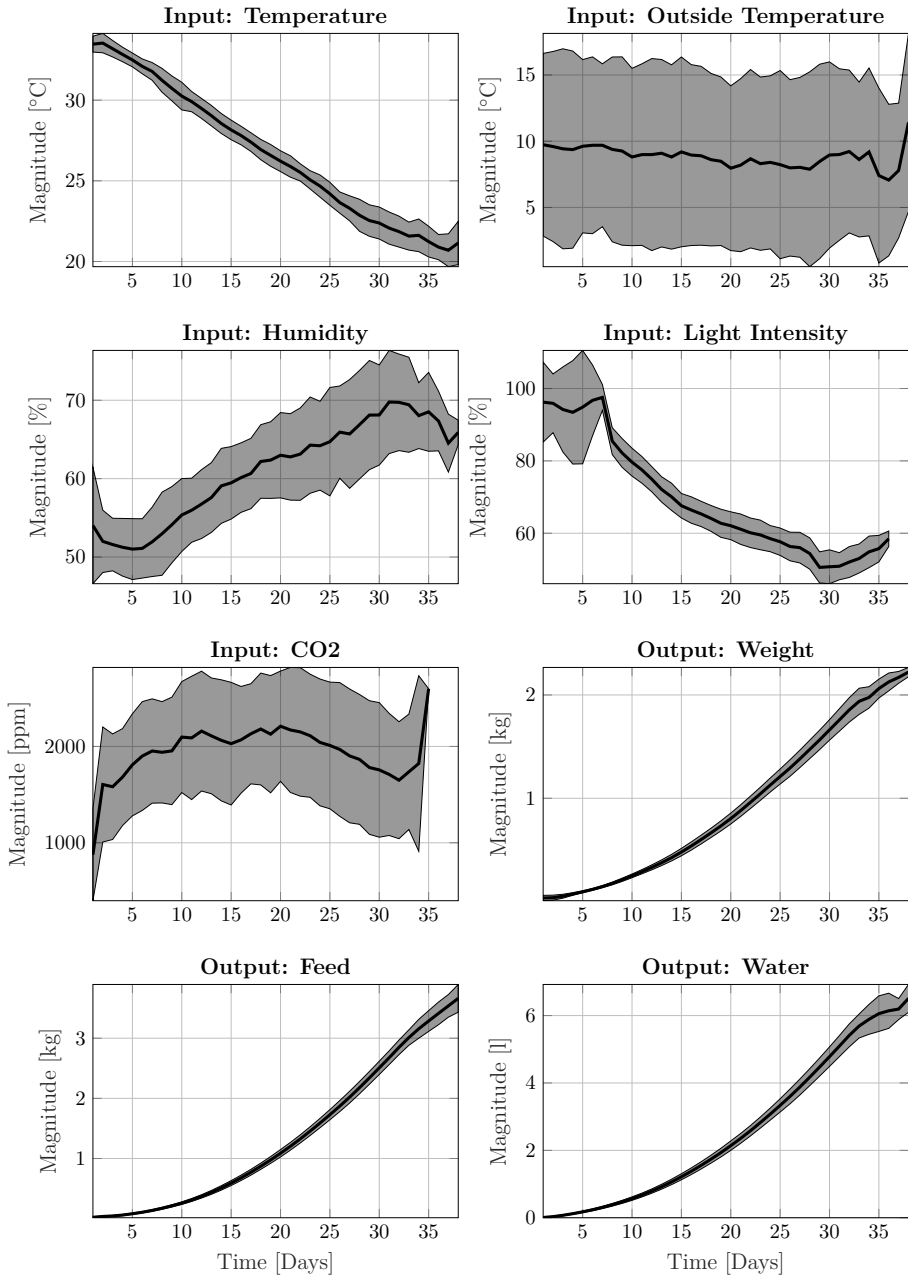 Input: Temperature
Input: Outside Temperature
Magnitude [°C]
30
25
20
5 10 15 20 25 30 35
Magnitude [°C]
15
10
5
5 10 15 20 25 30 35
Input: Humidity
Input: Light Intensity
Magnitude [%]
70
60
50
5 10 15 20 25 30 35
Magnitude [%]
100
80
60
5 10 15 20 25 30 35
Input: CO2
Output: Weight
Magnitude [ppm]
2000
1000
5 10 15 20 25 30 35
Magnitude [kg]
2
1
5 10 15 20 25 30 35
Output: Feed
Output: Water
Magnitude [kg]
3
2
1
5 10 15 20 25 30 35
Time [Days]
Magnitude [l]
6
4
2
0
5 10 15 20 25 30 35
Time [Days]